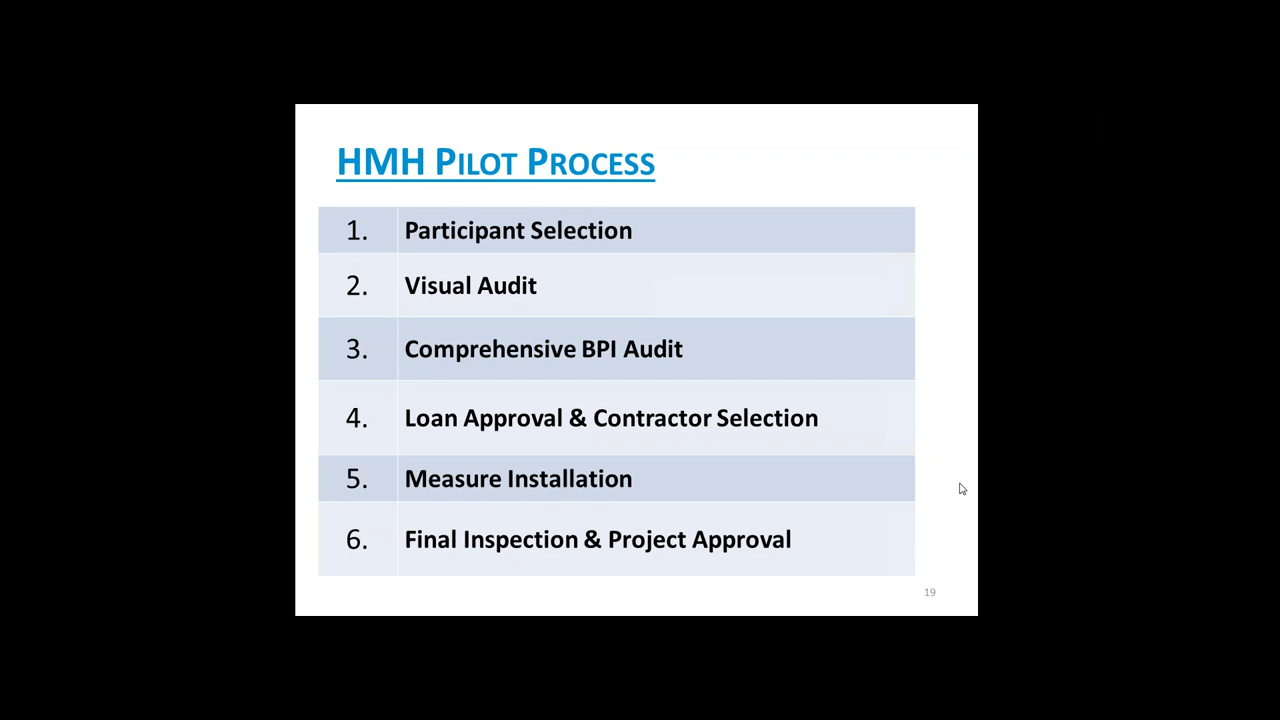 HMH Pilot Process
1. Participant Selection
2. Visual Audit
3. Comprehensive BPI Audit
4. Loan Approval & Contractor Selection
5. Measure Installation
6. Final Inspection & Project Approval
19